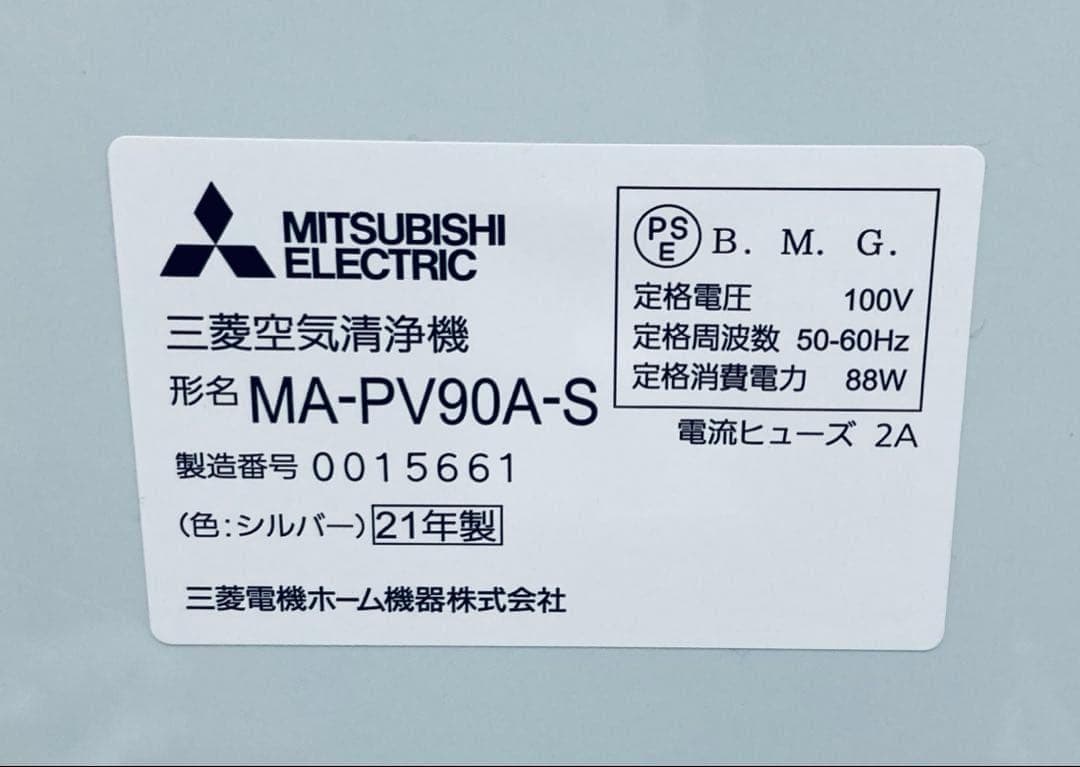 MITSUBISHI
ELECTRIC
三菱空気清浄機
形名 MA-PV90A-S
製造番号 0015661
(色:シルバー) 21年製
三菱電機ホーム機器株式会社
PSE B. M. G.
定格電圧 100V
定格周波数 50-60Hz
定格消費電力 88W
電流ヒューズ 2A